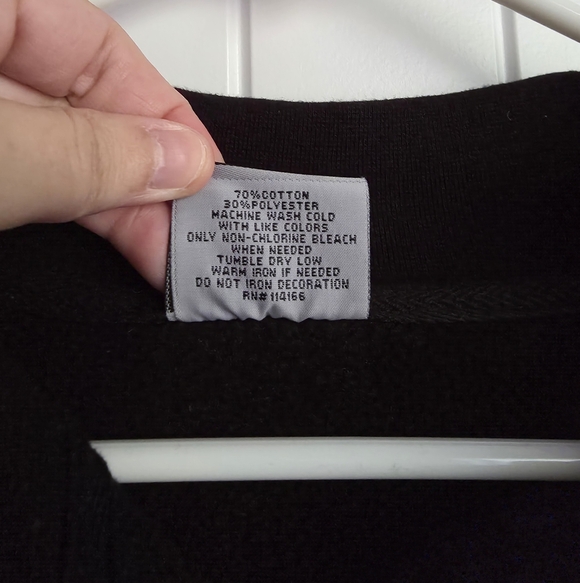 70%COTTON
30%POLYESTER
MACHINE WASH COLD
WITH LIKE COLORS
ONLY NON-CHLORINE BLEACH
WHEN NEEDED
TUMBLE DRY LOW
WARM IRON IF NEEDED
DO NOT IRON DECORATION
RN# 114166